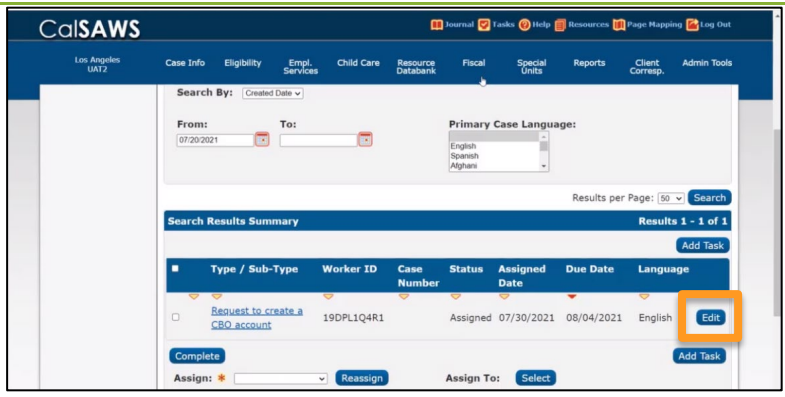 CalSAWS
Journal Tasks Help Resources Page Mapping Log Out
Los Angeles UAT2
Case Info Eligibility Empl. Services Child Care Resource Databank Fiscal Special Units Reports Client Corresp. Admin Tools
Search By: Created Date
From: To: Primary Case Language:
07/20/2021
English
Spanish
Afghani
Results per Page: 50 Search
Search Results Summary Results 1 - 1 of 1
Add Task
Type / Sub-Type Worker ID Case Number Status Assigned Date Due Date Language
Request to create a CBO account 19DPL1Q4R1 Assigned 07/30/2021 08/04/2021 English Edit
Complete Add Task
Assign: * Reassign Assign To: Select